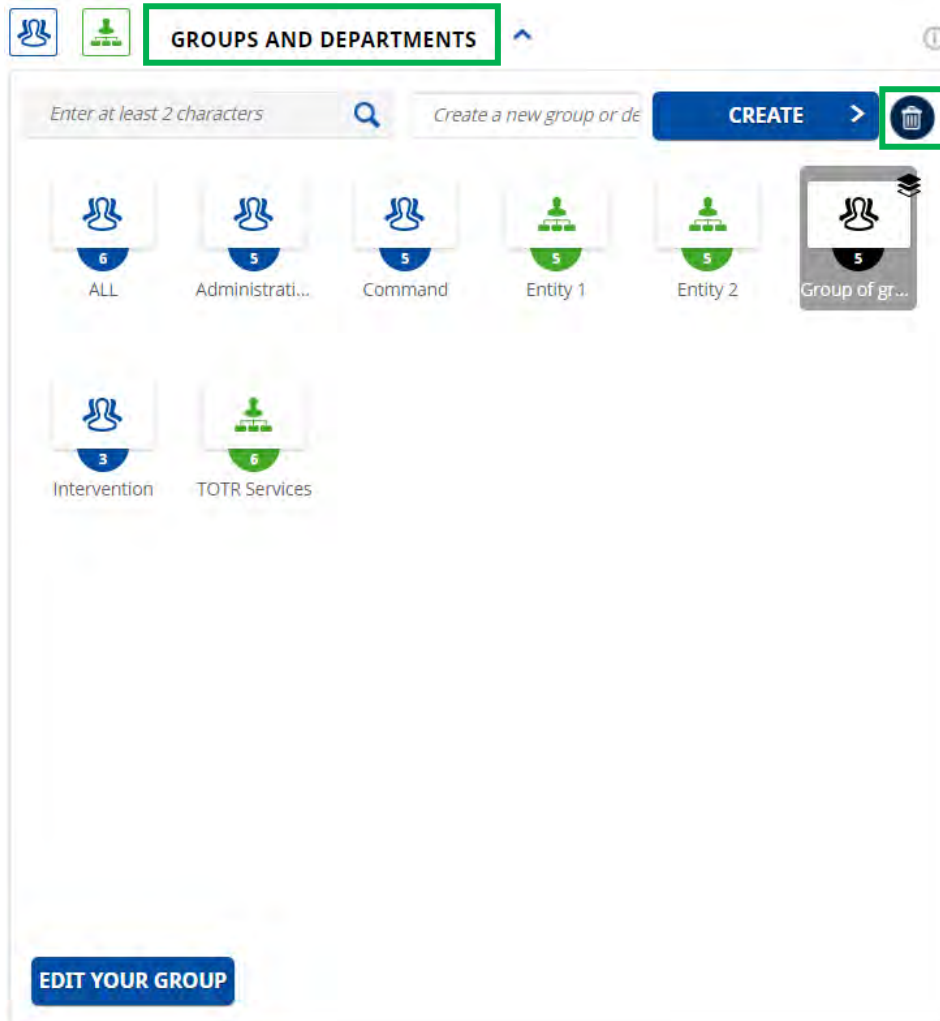 GROUPS AND DEPARTMENTS
Enter at least 2 characters
Create a new group or de
CREATE
6
5
5
5
5
5
ALL
Administrati...
Command
Entity 1
Entity 2
Group of gr...
3
6
Intervention
TOTR Services
EDIT YOUR GROUP